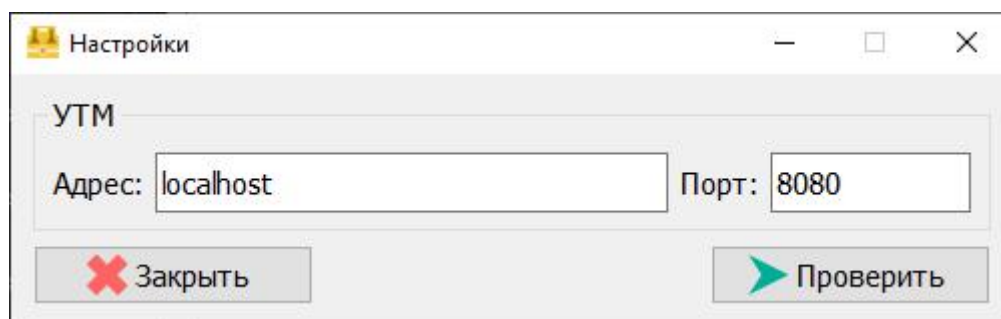 Настройки
УТМ
Адрес: localhost Порт: 8080
Закрыть Проверить